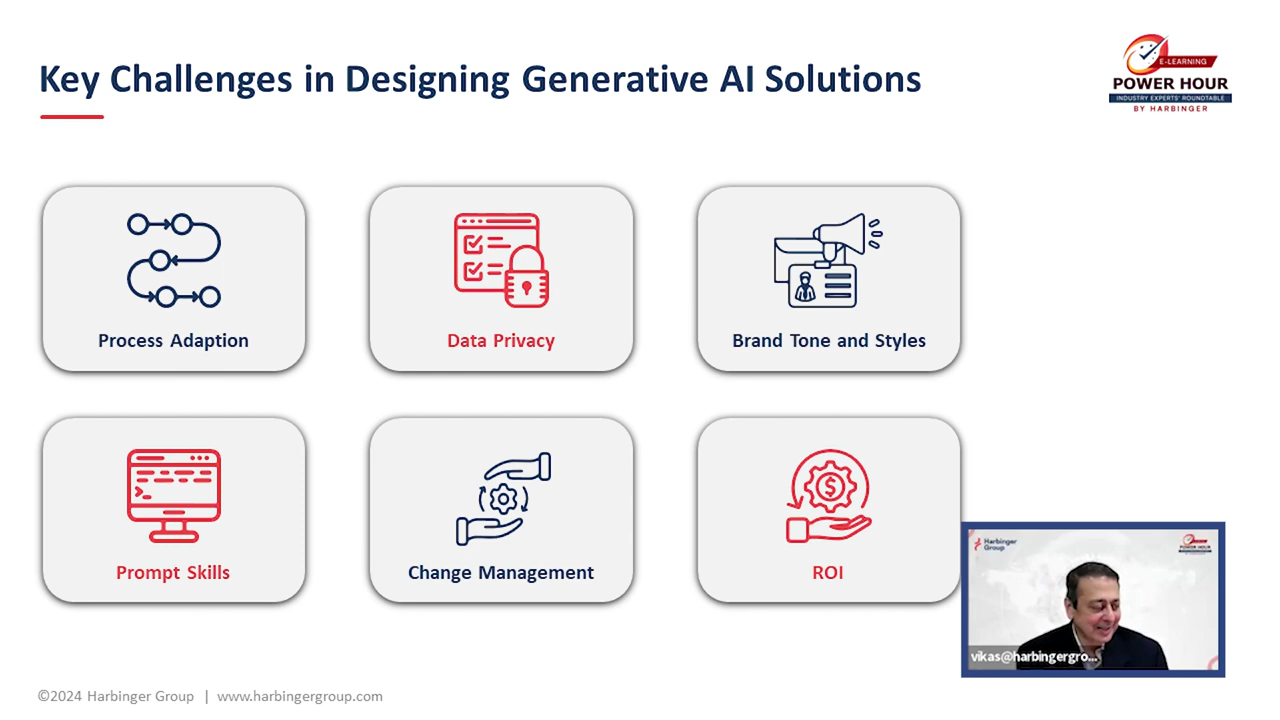 Key Challenges in Designing Generative AI Solutions
E-LEARNING
POWER HOUR
INDUSTRY EXPERTS' ROUNDTABLE
BY HARBINGER
Process Adaption
Data Privacy
Brand Tone and Styles
Prompt Skills
Change Management
ROI
Harbinger
Group
POWER HOUR
vikas@harbingergro...
©2024 Harbinger Group | www.harbingergroup.com